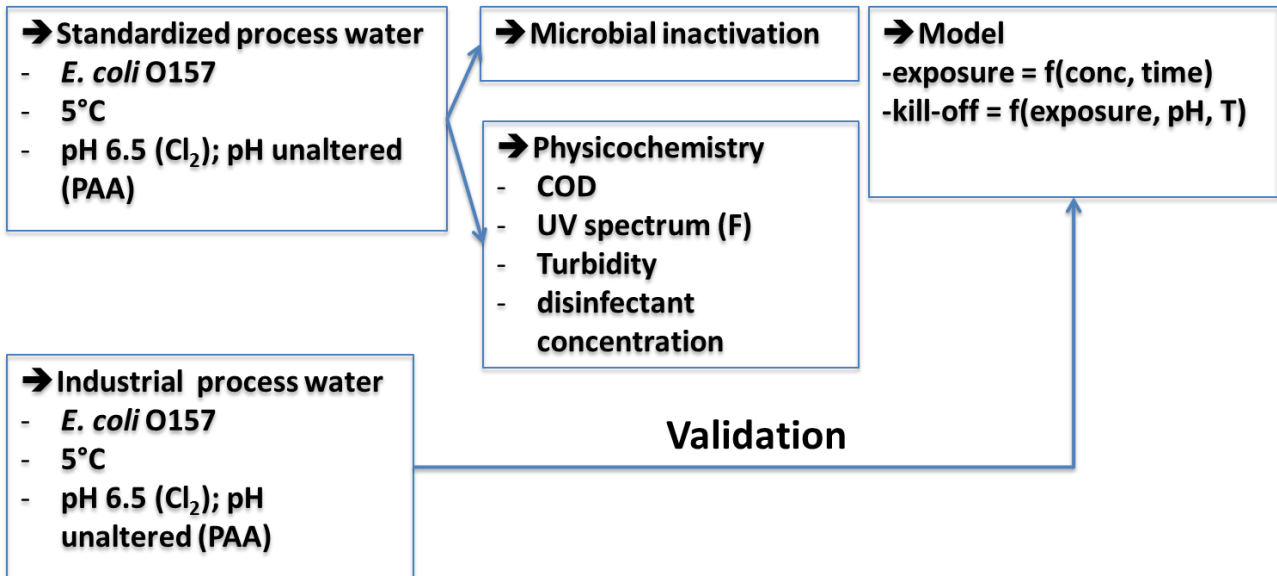 ➔ Standardized process water
- E. coli O157
- 5°C
- pH 6.5 (Cl₂); pH unaltered
(PAA)
➔ Microbial inactivation
➔ Physicochemistry
- COD
- UV spectrum (F)
- Turbidity
- disinfectant
concentration
➔ Model
-exposure = f(conc, time)
-kill-off = f(exposure, pH, T)
➔ Industrial process water
- E. coli O157
- 5°C
- pH 6.5 (Cl₂); pH
unaltered (PAA)
Validation